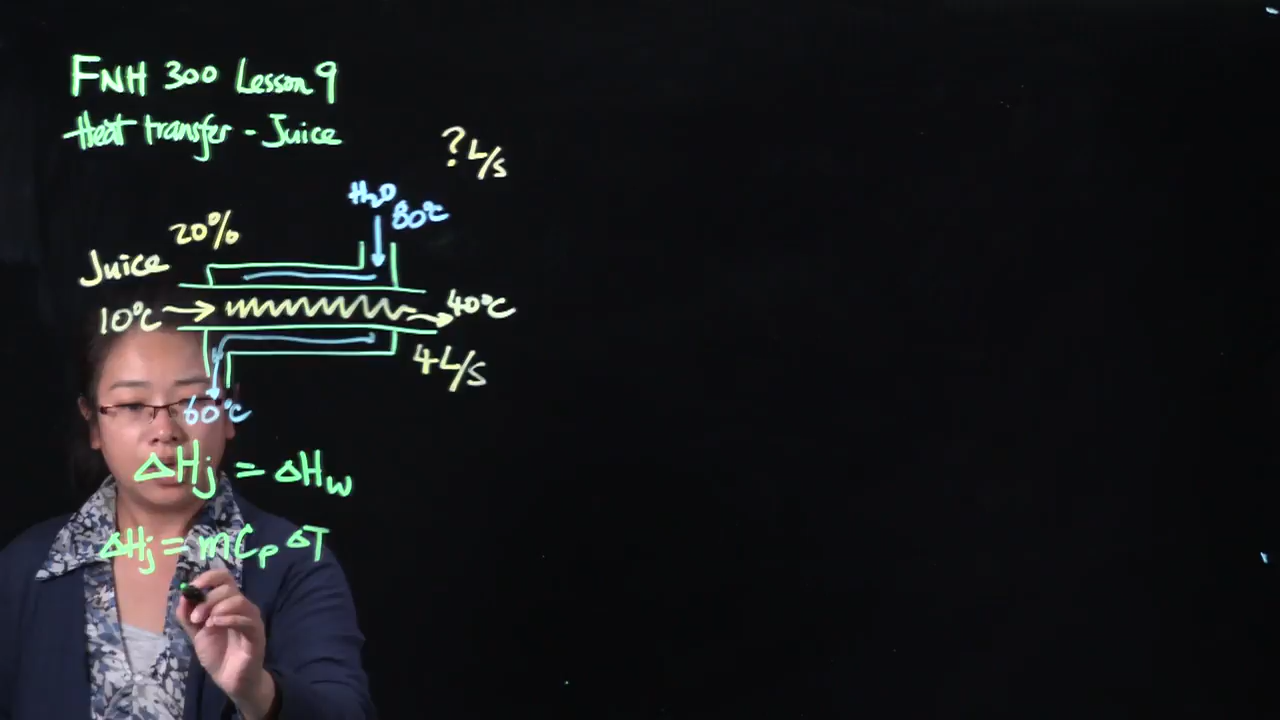 FNH 300 Lesson 9
Heat transfer - Juice
? L/s
H₂O
80°C
20%
Juice
10°C
40°C
4L/s
60°C
ΔHj = ΔHw
ΔHj = mCp ΔT